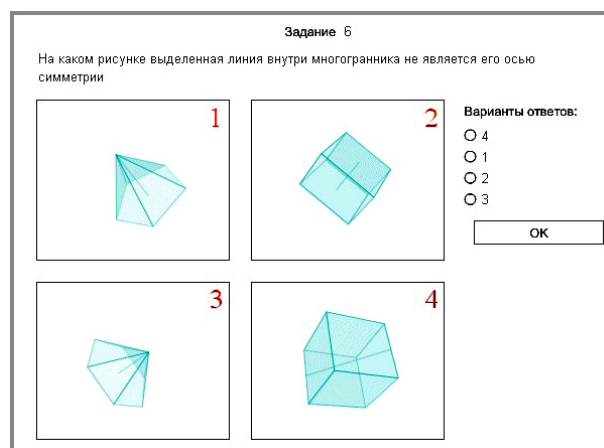 Задание 6
На каком рисунке выделенная линия внутри многогранника не является его осью
симметрии
1
2
Варианты ответов:
4
1
2
3
OK
3
4